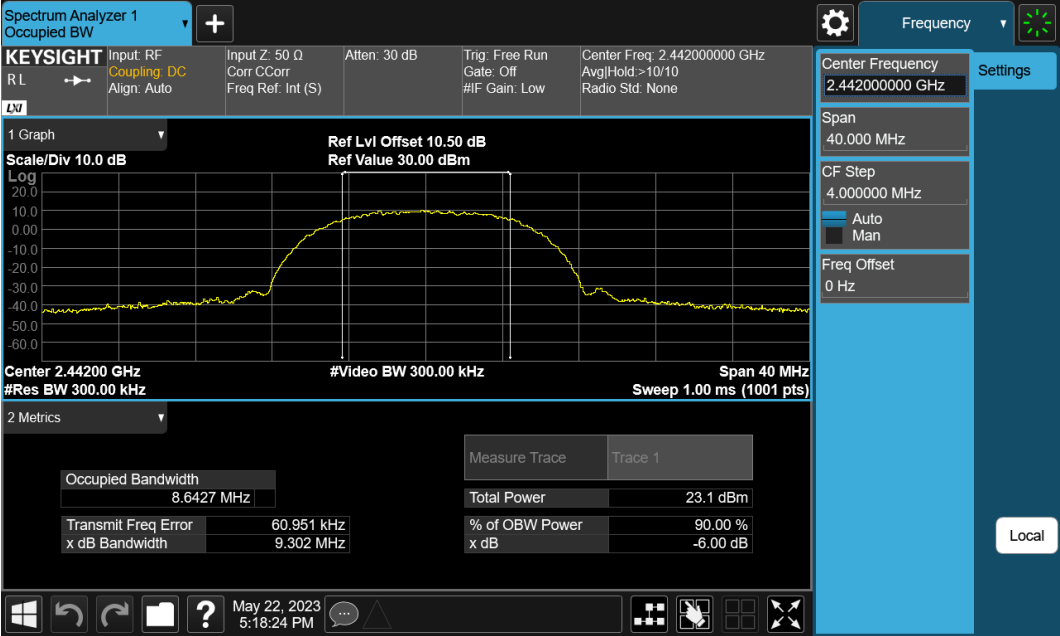 Spectrum Analyzer 1
Occupied BW
+
Frequency
KEYSIGHT
R L
LXI
Input: RF
Coupling: DC
Align: Auto
Input Z: 50 Ω
Corr CCorr
Freq Ref: Int (S)
Atten: 30 dB
Trig: Free Run
Gate: Off
#IF Gain: Low
Center Freq: 2.442000000 GHz
Avg|Hold:>10/10
Radio Std: None
Center Frequency
2.442000000 GHz
Settings
Span
40.000 MHz
CF Step
4.000000 MHz
Auto
Man
Freq Offset
0 Hz
1 Graph
Ref Lvl Offset 10.50 dB
Scale/Div 10.0 dB
Ref Value 30.00 dBm
Log
20.0
10.0
0.00
-10.0
-20.0
-30.0
-40.0
-50.0
-60.0
Center 2.44200 GHz
#Video BW 300.00 kHz
Span 40 MHz
#Res BW 300.00 kHz
Sweep 1.00 ms (1001 pts)
2 Metrics
Measure Trace
Trace 1
Occupied Bandwidth
8.6427 MHz
Total Power
23.1 dBm
Transmit Freq Error
60.951 kHz
% of OBW Power
90.00 %
x dB Bandwidth
9.302 MHz
x dB
-6.00 dB
Local
?
May 22, 2023
5:18:24 PM